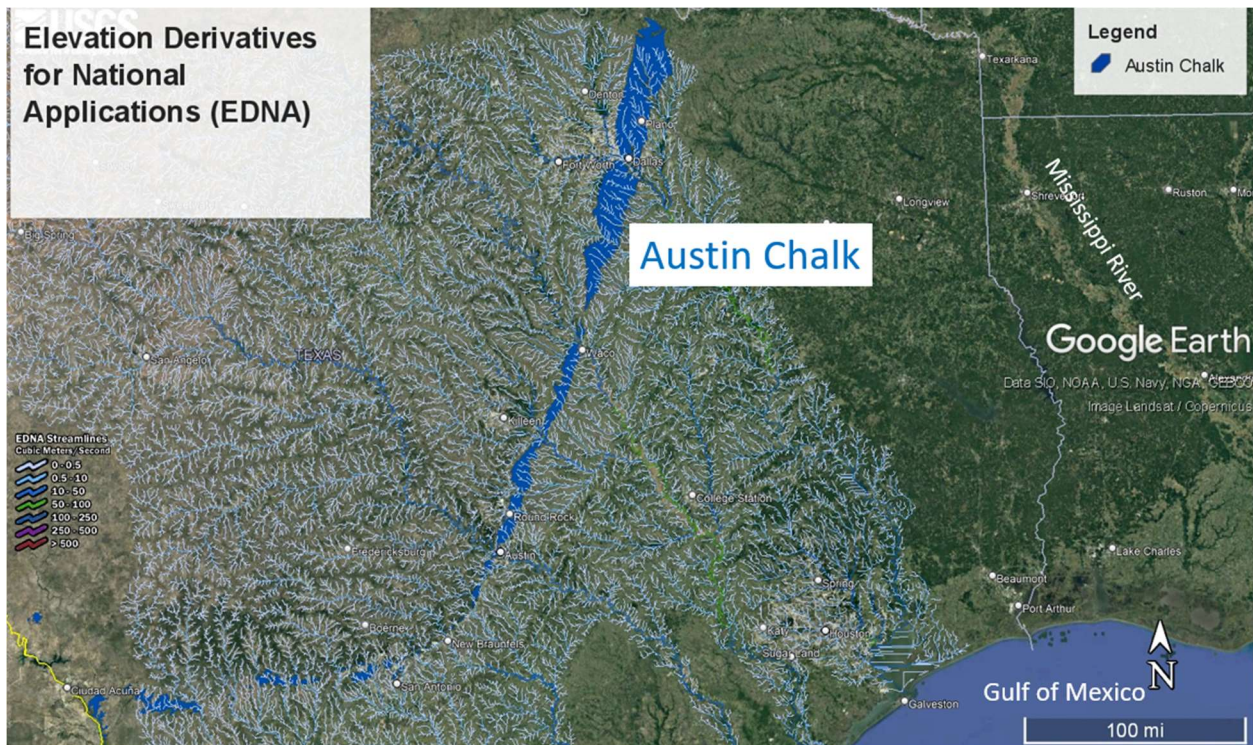 USGS
Elevation Derivatives
for National
Applications (EDNA)
Legend
Austin Chalk
Texarkana
Denton
Plano
Fort Worth
Dallas
Longview
Ruston
Mississippi River
Big Spring
Austin Chalk
Waco
San Angelo
TEXAS
Google Earth
Data SIO, NOAA, U.S. Navy, NGA, GEBCO
Image Landsat / Copernicus
Killeen
EDNA Streamlines
Cubic Meters/Second
0 - 0.5
0.5 - 10
10 - 50
50 - 100
100 - 250
250 - 500
> 500
College Station
Round Rock
Fredericksburg
Austin
Lake Charles
Beaumont
Spring
Port Arthur
Boerne
New Braunfels
Katy
Houston
Sugar Land
San Antonio
Ciudad Acuña
Galveston
Gulf of Mexico
N
100 mi